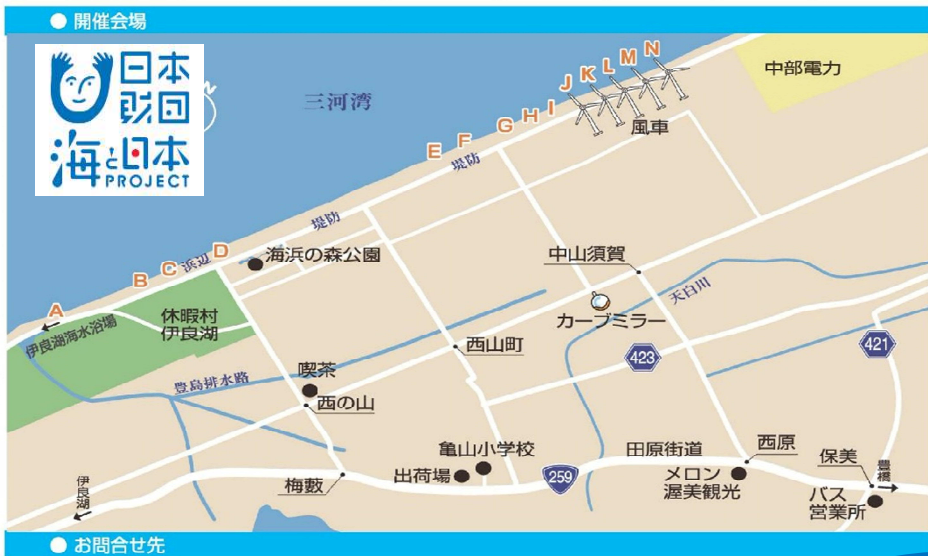 ● 開催会場
日本
財団
海と日本
PROJECT
三河湾
中部電力
N
M
L
K
J
I
H
G
F
E
風車
堤防
堤防
D
C
B
A
浜辺
海浜の森公園
中山須賀
天白川
カーブミラー
休暇村
伊良湖
伊良湖海水浴場
西山町
423
421
喫茶
豊島排水路
西の山
亀山小学校
田原街道
西原
出荷場
259
メロン
渥美観光
保美
豊橋
梅藪
伊良湖
バス
営業所
● お問合せ先